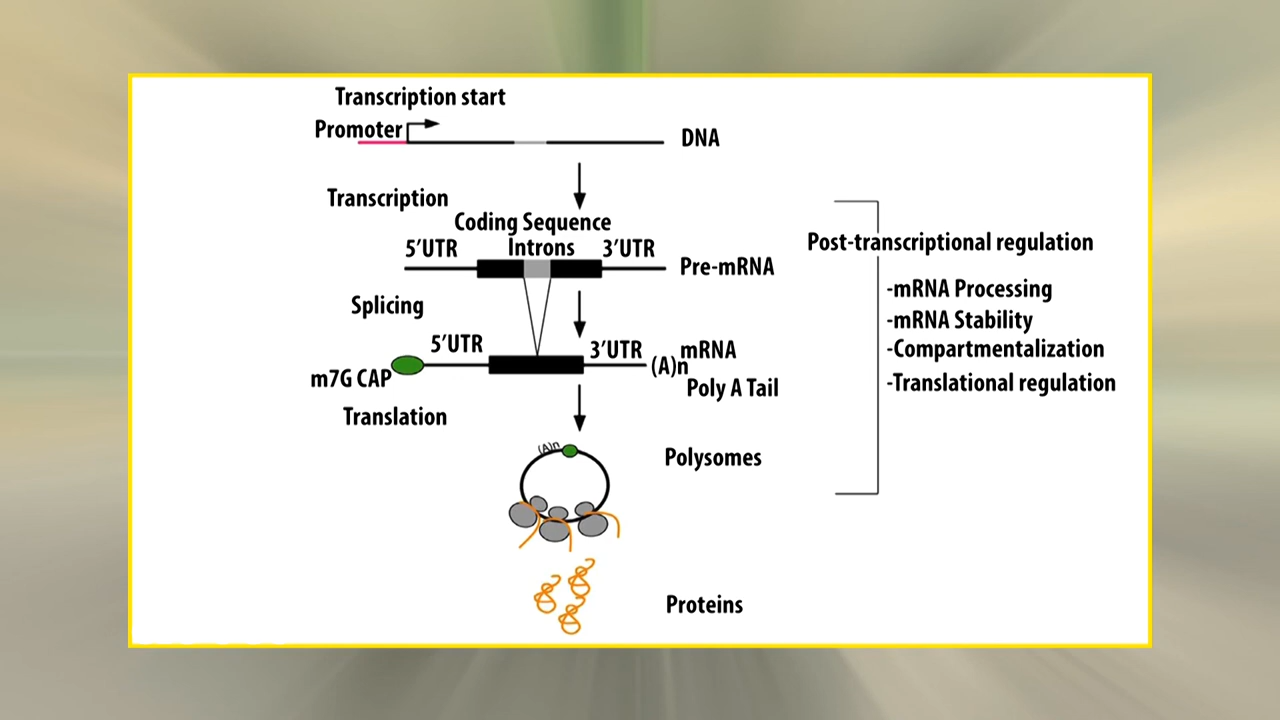 Transcription start
Promoter
DNA
Transcription
Coding Sequence
5′UTR Introns 3′UTR
Pre-mRNA
Splicing
5′UTR 3′UTR mRNA
m7G CAP (A)n
Poly A Tail
Translation
(A)n
Polysomes
Proteins
Post-transcriptional regulation
-mRNA Processing
-mRNA Stability
-Compartmentalization
-Translational regulation